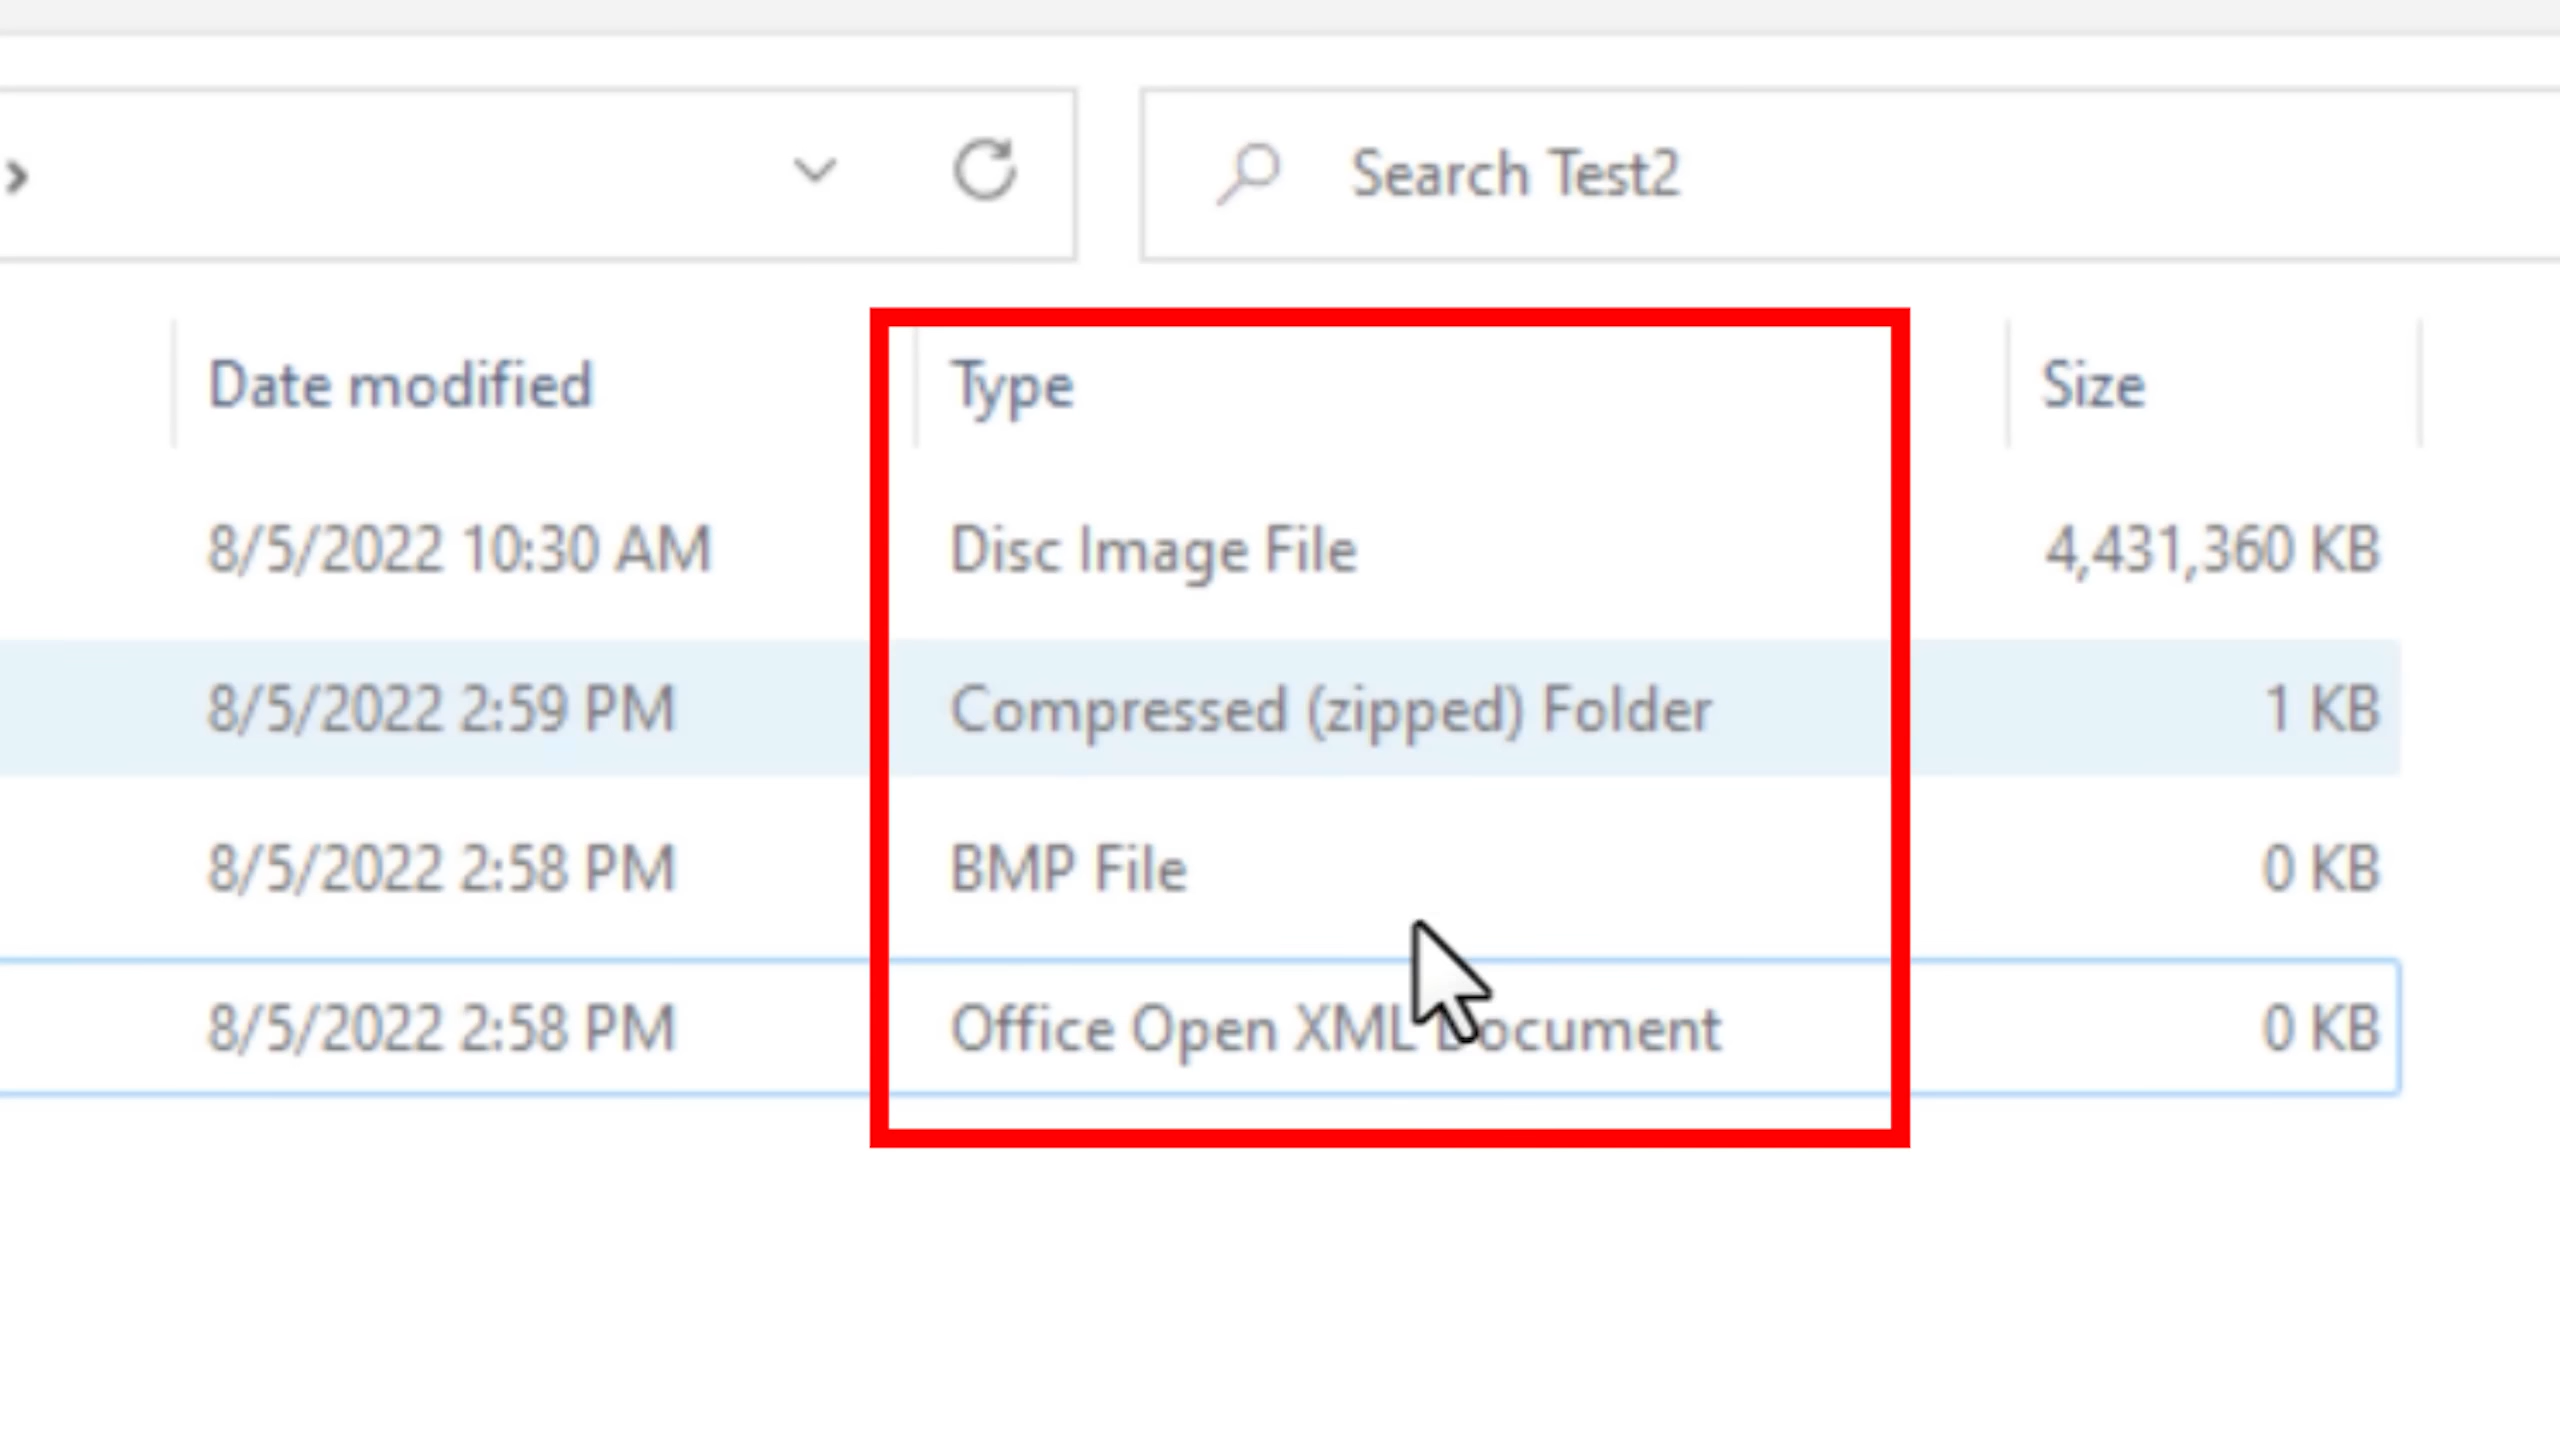 Search Test2
Date modified Type Size
8/5/2022 10:30 AM Disc Image File 4,431,360 KB
8/5/2022 2:59 PM Compressed (zipped) Folder 1 KB
8/5/2022 2:58 PM BMP File 0 KB
8/5/2022 2:58 PM Office Open XML Document 0 KB